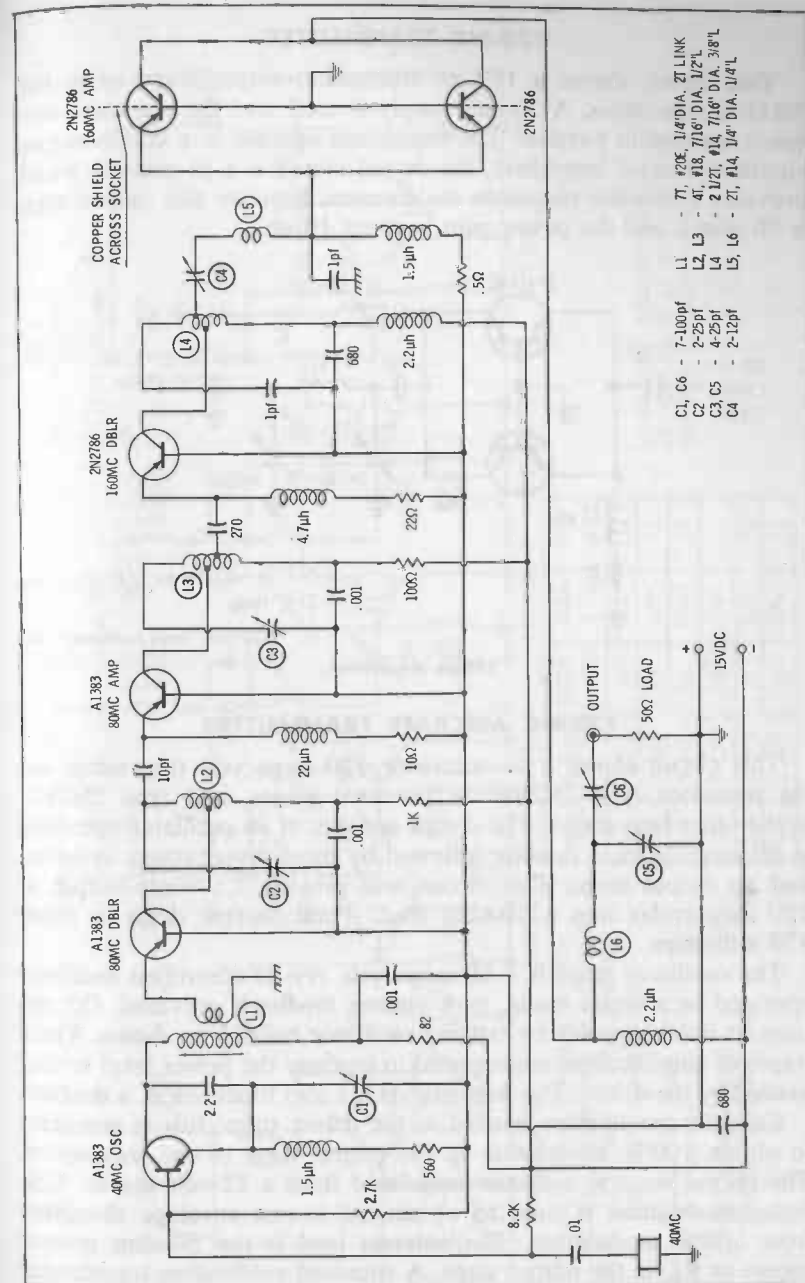 2N2786
160MC AMP
COPPER SHIELD
ACROSS SOCKET
2N2786
L5
C4
1pf
1.5µh
.5Ω
L4
680
2.2µh
1pf
2N2786
160MC DBLR
270
4.7µh
22Ω
L3
.001
100Ω
C3
A1383
80MC AMP
10pf
22µh
10Ω
L2
.001
1K
C2
A1383
80MC DBLR
.001
L1
82
2.2
C1
A1383
40MC OSC
1.5µh
560
2.7K
8.2K
.01
40MC
680
2.2µh
L6
C5
C6
OUTPUT
50Ω LOAD
+
15VDC
-
C1, C6 - 7-100pf
C2 - 2-25pf
C3, C5 - 4-25pf
C4 - 2-12pf
L1 - 7T, #20E, 1/4" DIA. 2T LINK
L2, L3 - 4T, #18, 7/16" DIA. 1/2"L
L4 - 2 1/2T, #14, 7/16" DIA. 3/8"L
L5, L6 - 2T, #14, 1/4" DIA. 1/4"L